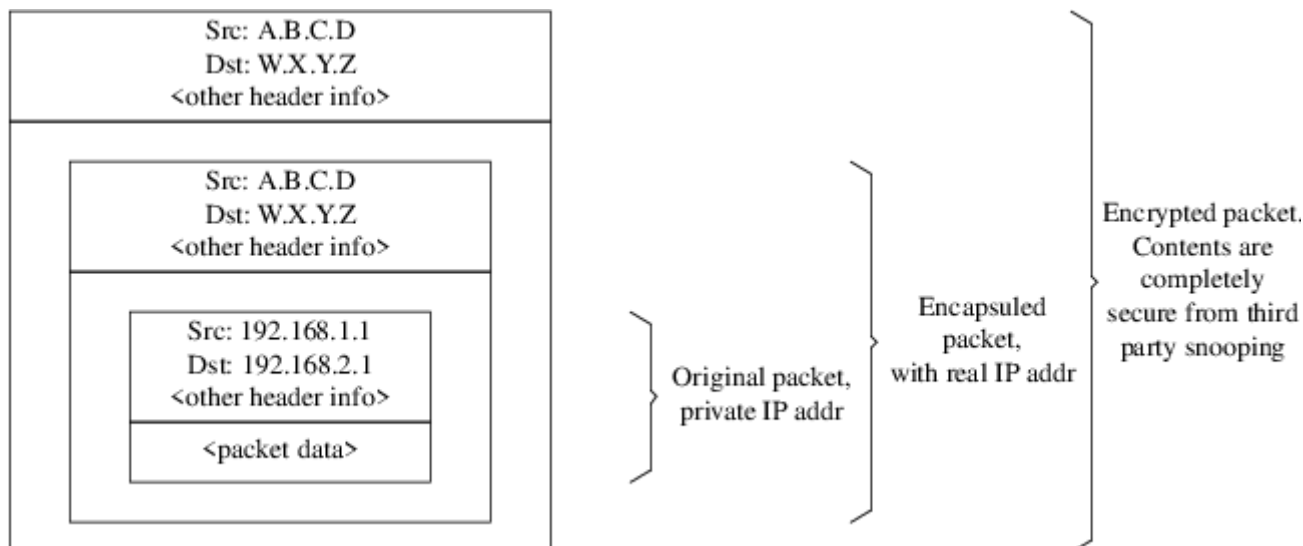 Src: A.B.C.D
Dst: W.X.Y.Z
<other header info>
Src: A.B.C.D
Dst: W.X.Y.Z
<other header info>
Src: 192.168.1.1
Dst: 192.168.2.1
<other header info>
<packet data>
Original packet,
private IP addr
Encapsuled
packet,
with real IP addr
Encrypted packet.
Contents are
completely
secure from third
party snooping